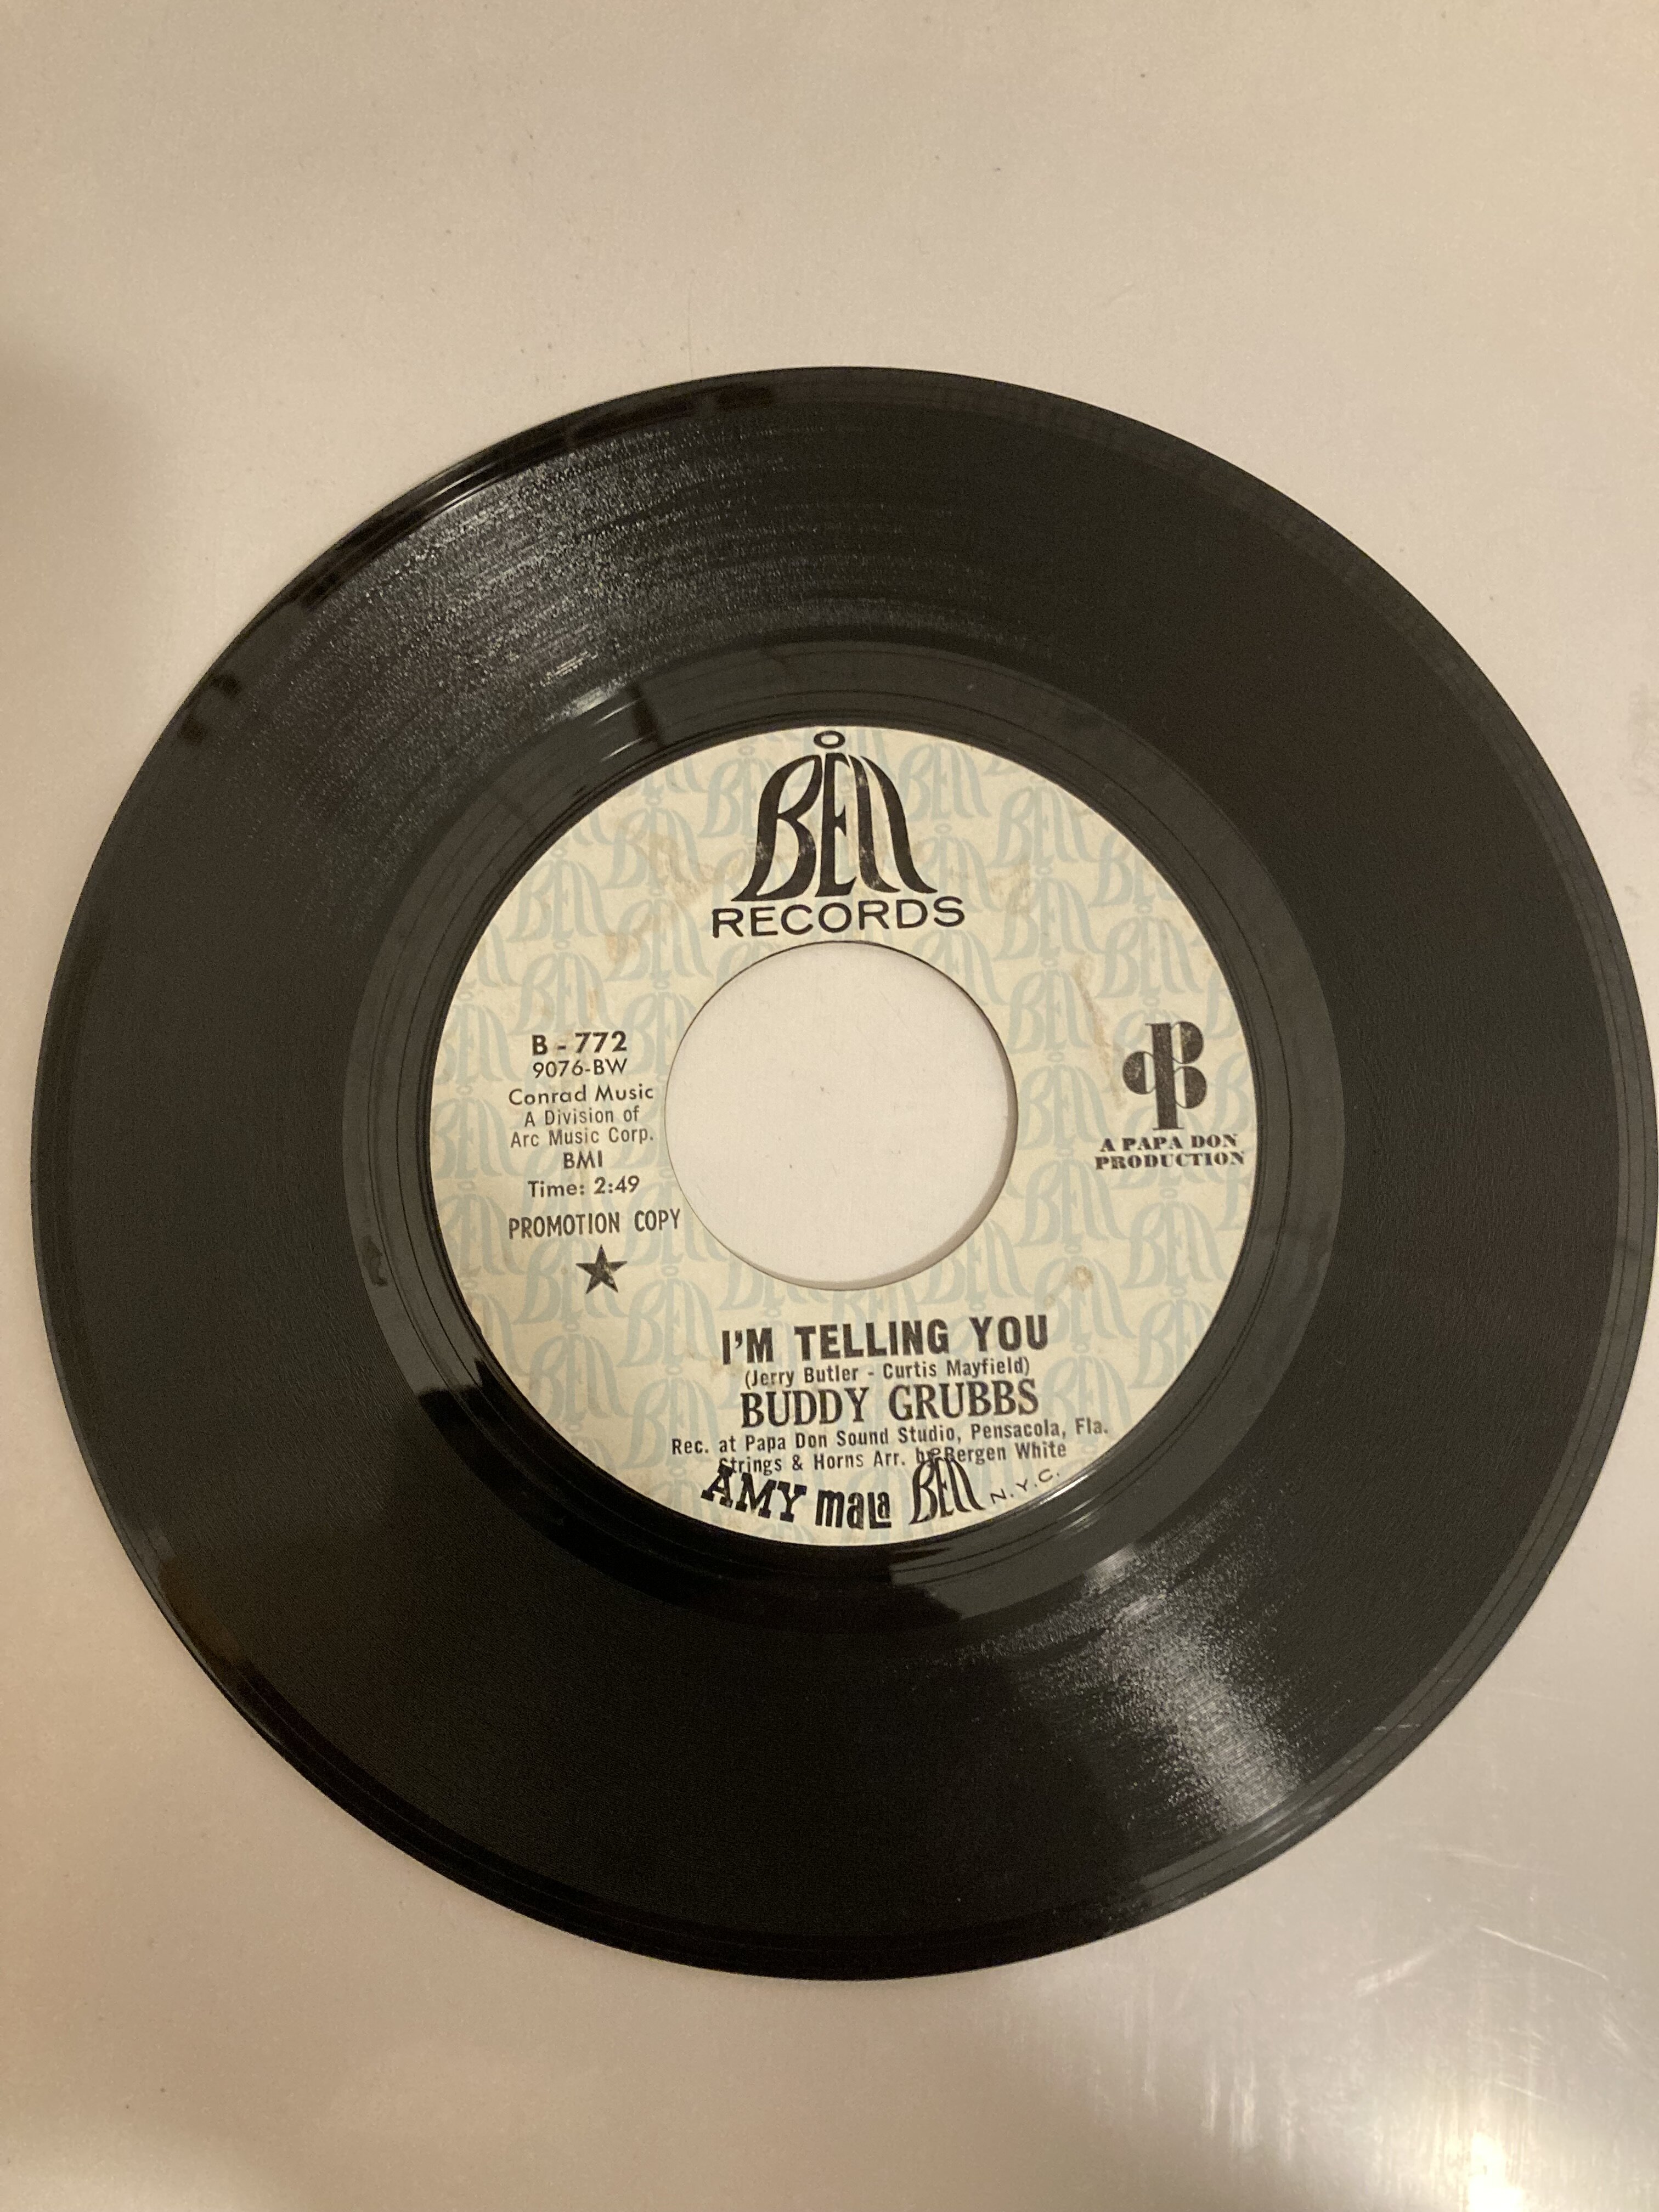 BELL
RECORDS
B - 772
9076-BW
Conrad Music
A Division of
Arc Music Corp.
BMI
Time: 2:49
PROMOTION COPY
A PAPA DON
PRODUCTION
I'M TELLING YOU
(Jerry Butler - Curtis Mayfield)
BUDDY GRUBBS
Rec. at Papa Don Sound Studio, Pensacola, Fla.
Strings & Horns Arr. by Bergen White
AMY mala BELL N.Y.C.